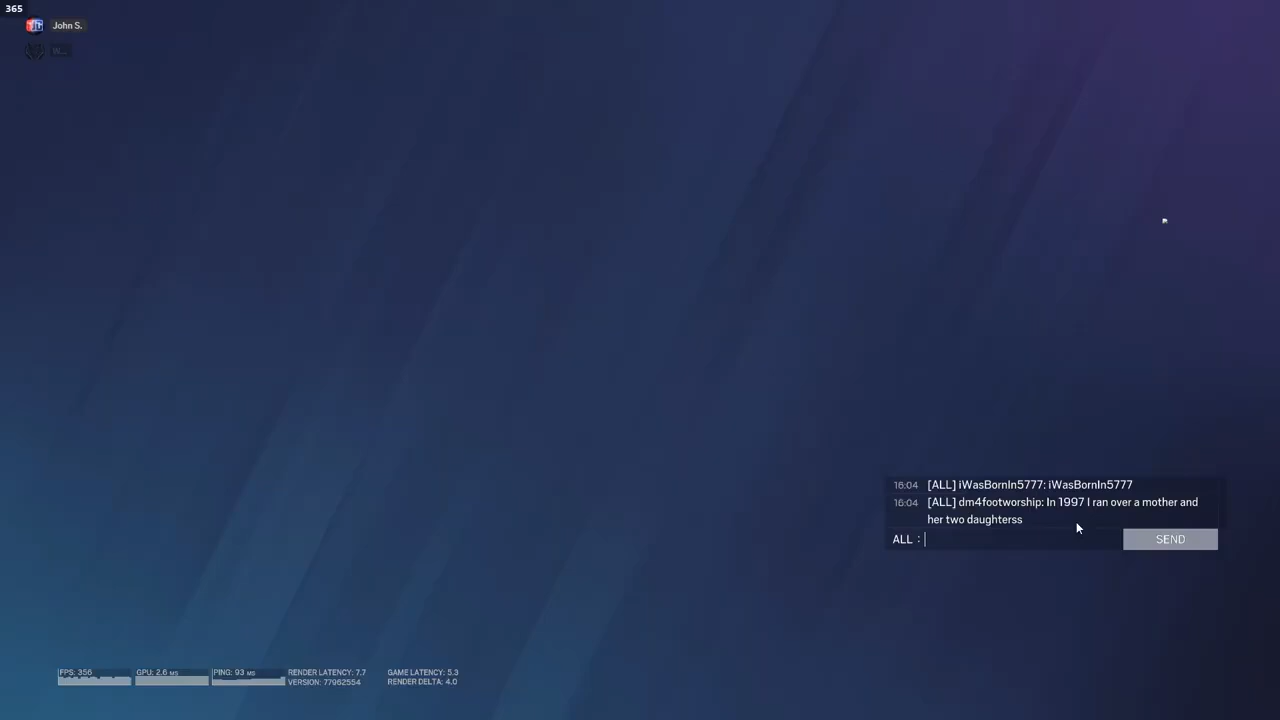 365
John S.
W...
16:04 [ALL] iWasBornIn5777: iWasBornIn5777
16:04 [ALL] dm4footworship: In 1997 I ran over a mother and
her two daughterss
ALL :
SEND
FPS: 356 GPU: 2.6 MS PING: 93 MS RENDER LATENCY: 7.7 GAME LATENCY: 5.3
VERSION: 77962554 RENDER DELTA: 4.0